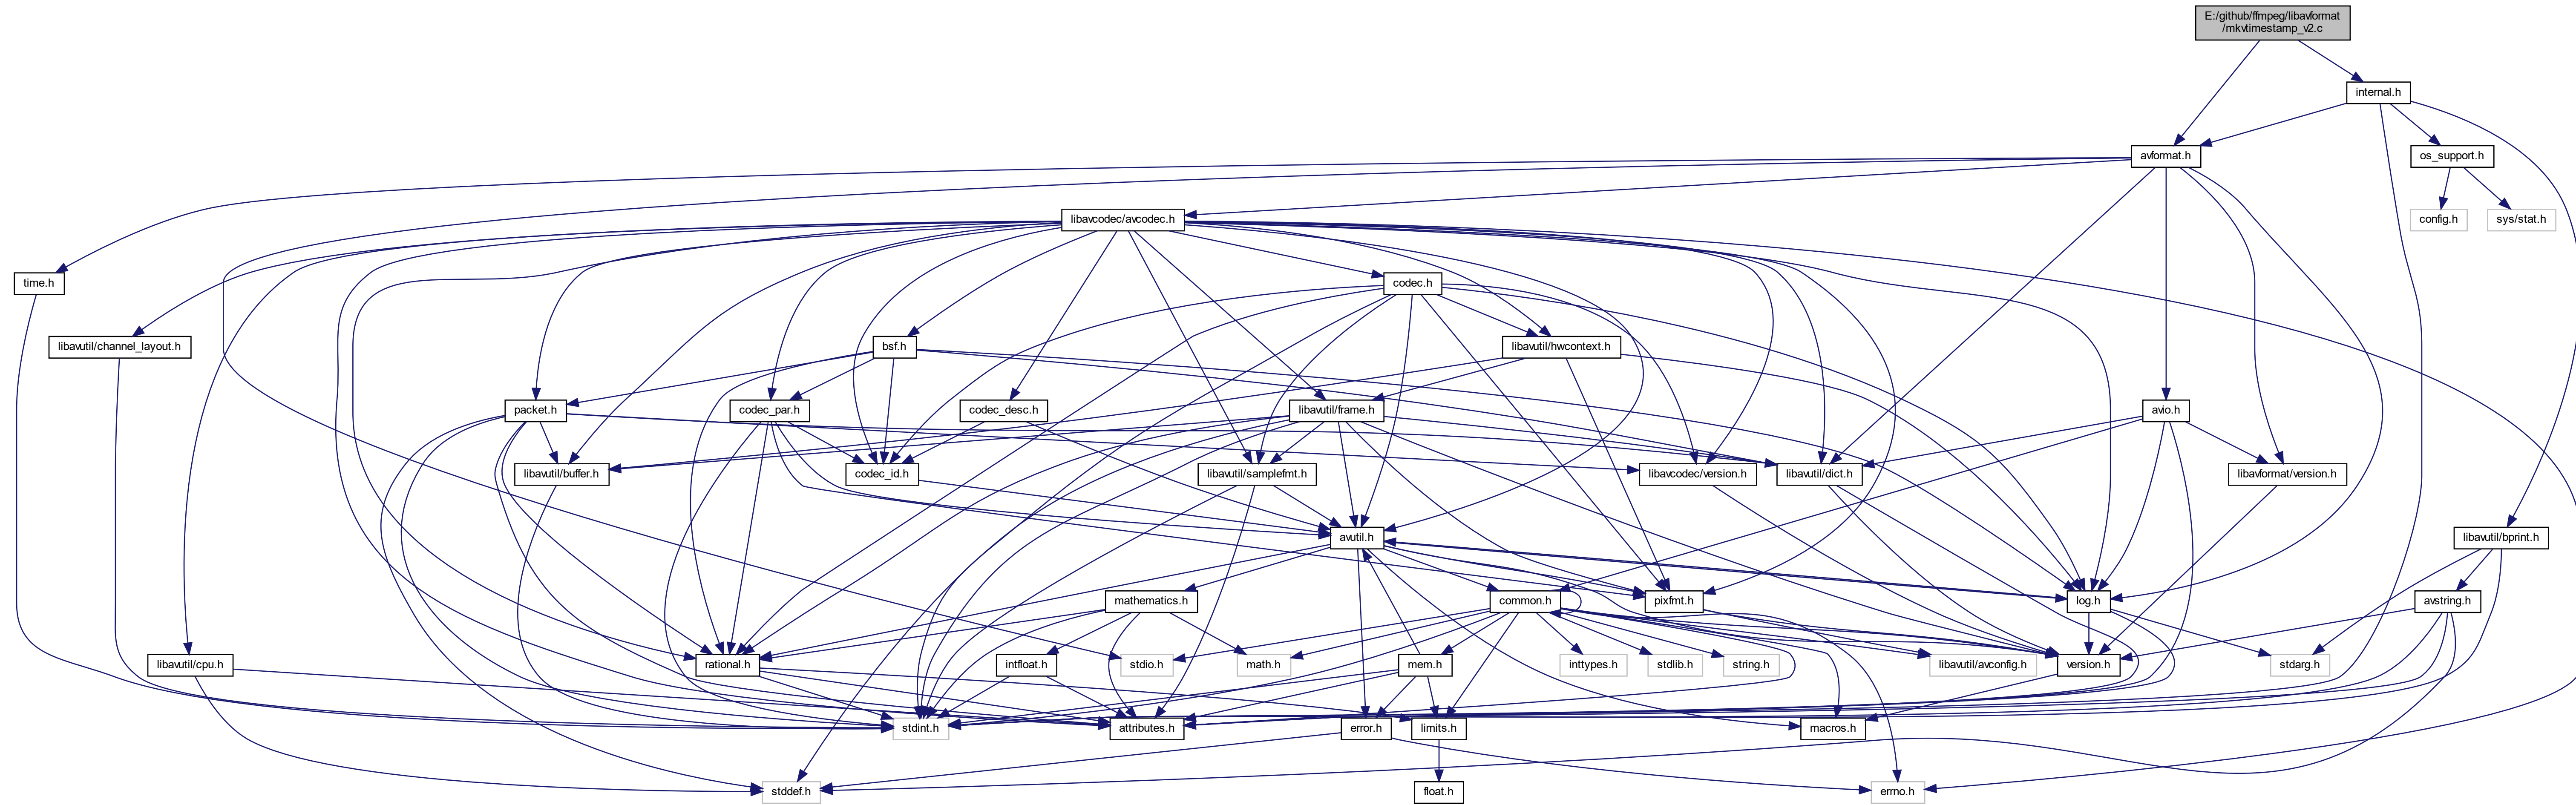 E:/github/ffmpeg/libavformat
/mkvtimestamp_v2.c
internal.h
avformat.h
os_support.h
libavcodec/avcodec.h
config.h
sys/stat.h
time.h
codec.h
libavutil/channel_layout.h
bsf.h
libavutil/hwcontext.h
packet.h
codec_par.h
codec_desc.h
libavutil/frame.h
avio.h
libavutil/buffer.h
codec_id.h
libavutil/samplefmt.h
libavcodec/version.h
libavutil/dict.h
libavformat/version.h
avutil.h
libavutil/bprint.h
mathematics.h
common.h
pixfmt.h
log.h
avstring.h
libavutil/cpu.h
rational.h
intfloat.h
stdio.h
math.h
mem.h
inttypes.h
stdlib.h
string.h
libavutil/avconfig.h
version.h
stdarg.h
stdint.h
attributes.h
error.h
limits.h
macros.h
stddef.h
float.h
errno.h